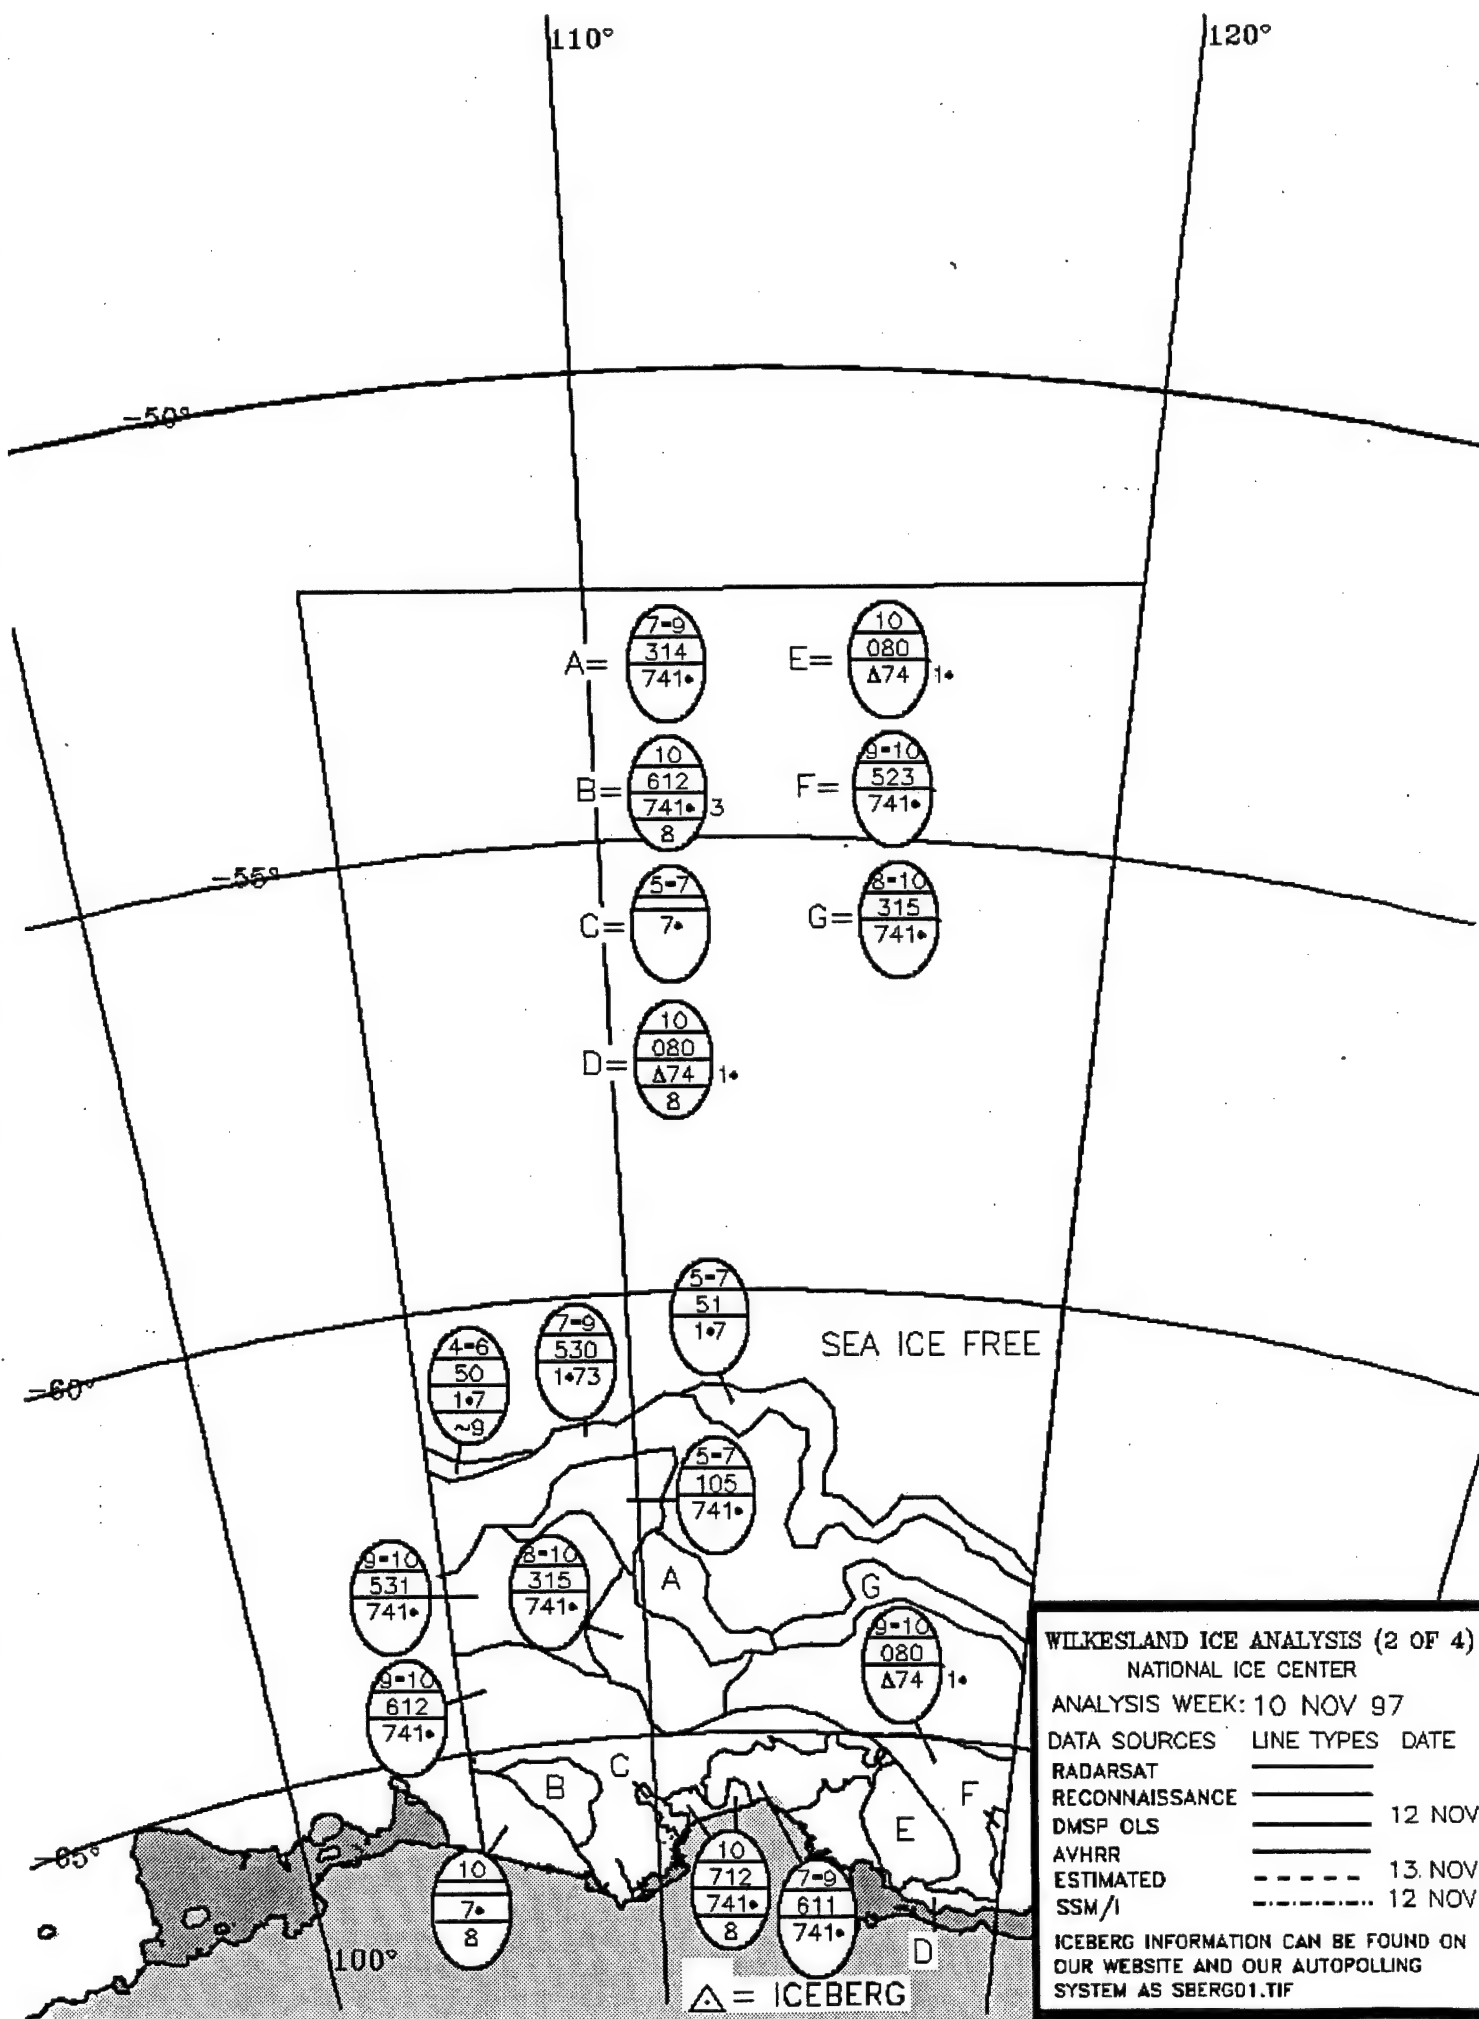 110°
120°
-50°
A=
7-9
314
741•
E=
10
080
Δ74 1•
B=
10
612
741• 3
8
F=
9-10
523
741•
-55°
C=
5-7
7•
G=
8-10
315
741•
D=
10
080
Δ74 1•
8
5-7
51
1•7
SEA ICE FREE
7-9
530
1•73
4-6
50
1•7
~9
-60°
5-7
105
741•
9-10
531
741•
8-10
315
741•
A
G
9-10
080
Δ74 1•
9-10
612
741•
B
C
F
E
-65°
10
7•
8
10
712
741•
8
7-9
611
741•
D
100°
△ = ICEBERG
WILKESLAND ICE ANALYSIS (2 OF 4)
NATIONAL ICE CENTER
ANALYSIS WEEK: 10 NOV 97
DATA SOURCES LINE TYPES DATE
RADARSAT
RECONNAISSANCE
DMSP OLS 12 NOV
AVHRR
ESTIMATED 13 NOV
SSM/I 12 NOV
ICEBERG INFORMATION CAN BE FOUND ON
OUR WEBSITE AND OUR AUTOPOLLING
SYSTEM AS SBERG01.TIF